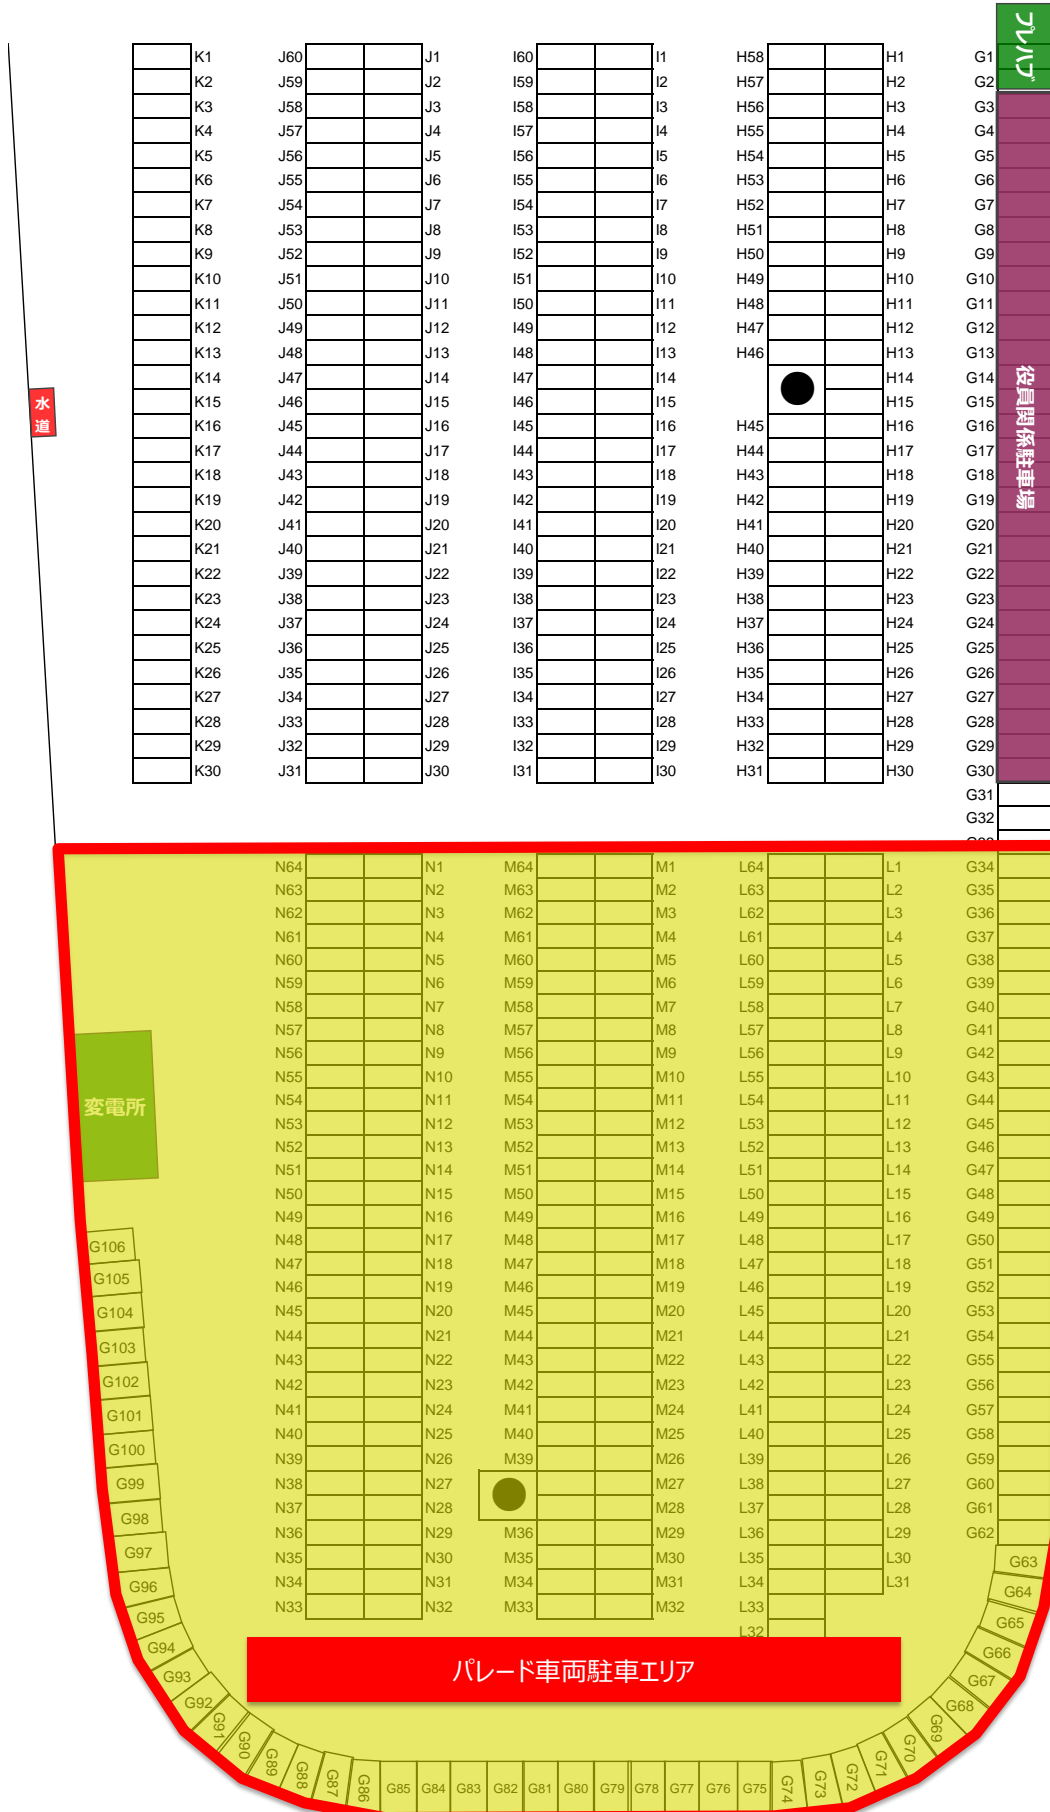 プレハブ
K1 J60 J1 I60 I1 H58 H1 G1
K2 J59 J2 I59 I2 H57 H2 G2
K3 J58 J3 I58 I3 H56 H3 G3
K4 J57 J4 I57 I4 H55 H4 G4
K5 J56 J5 I56 I5 H54 H5 G5
K6 J55 J6 I55 I6 H53 H6 G6
K7 J54 J7 I54 I7 H52 H7 G7
K8 J53 J8 I53 I8 H51 H8 G8
K9 J52 J9 I52 I9 H50 H9 G9
K10 J51 J10 I51 I10 H49 H10 G10
K11 J50 J11 I50 I11 H48 H11 G11
K12 J49 J12 I49 I12 H47 H12 G12
K13 J48 J13 I48 I13 H46 H13 G13
K14 J47 J14 I47 I14 H14 G14
K15 J46 J15 I46 I15 H15 G15
K16 J45 J16 I45 I16 H45 H16 G16
K17 J44 J17 I44 I17 H44 H17 G17
K18 J43 J18 I43 I18 H43 H18 G18
K19 J42 J19 I42 I19 H42 H19 G19
K20 J41 J20 I41 I20 H41 H20 G20
K21 J40 J21 I40 I21 H40 H21 G21
K22 J39 J22 I39 I22 H39 H22 G22
K23 J38 J23 I38 I23 H38 H23 G23
K24 J37 J24 I37 I24 H37 H24 G24
K25 J36 J25 I36 I25 H36 H25 G25
K26 J35 J26 I35 I26 H35 H26 G26
K27 J34 J27 I34 I27 H34 H27 G27
K28 J33 J28 I33 I28 H33 H28 G28
K29 J32 J29 I32 I29 H32 H29 G29
K30 J31 J30 I31 I30 H31 H30 G30
役員関係駐車場
水道
G31
G32
N64 N1 M64 M1 L64 L1 G34
N63 N2 M63 M2 L63 L2 G35
N62 N3 M62 M3 L62 L3 G36
N61 N4 M61 M4 L61 L4 G37
N60 N5 M60 M5 L60 L5 G38
N59 N6 M59 M6 L59 L6 G39
N58 N7 M58 M7 L58 L7 G40
N57 N8 M57 M8 L57 L8 G41
N56 N9 M56 M9 L56 L9 G42
N55 N10 M55 M10 L55 L10 G43
N54 N11 M54 M11 L54 L11 G44
N53 N12 M53 M12 L53 L12 G45
N52 N13 M52 M13 L52 L13 G46
N51 N14 M51 M14 L51 L14 G47
N50 N15 M50 M15 L50 L15 G48
N49 N16 M49 M16 L49 L16 G49
N48 N17 M48 M17 L48 L17 G50
N47 N18 M47 M18 L47 L18 G51
N46 N19 M46 M19 L46 L19 G52
N45 N20 M45 M20 L45 L20 G53
N44 N21 M44 M21 L44 L21 G54
N43 N22 M43 M22 L43 L22 G55
N42 N23 M42 M23 L42 L23 G56
N41 N24 M41 M24 L41 L24 G57
N40 N25 M40 M25 L40 L25 G58
N39 N26 M39 M26 L39 L26 G59
N38 N27 M27 L38 L27 G60
N37 N28 M28 L37 L28 G61
N36 N29 M36 M29 L36 L29 G62
N35 N30 M35 M30 L35 L30
N34 N31 M34 M31 L34 L31
N33 N32 M33 M32 L33
L32
変電所
G106
G105
G104
G103
G102
G101
G100
G99
G98
G97
G96
G95
G94
G93
G92
G91
G90
G89
G88
G87
G86
G85 G84 G83 G82 G81 G80 G79 G78 G77 G76 G75
G74
G73
G72
G71
G70
G69
G68
G67
G66
G65
G64
G63
パレード車両駐車エリア